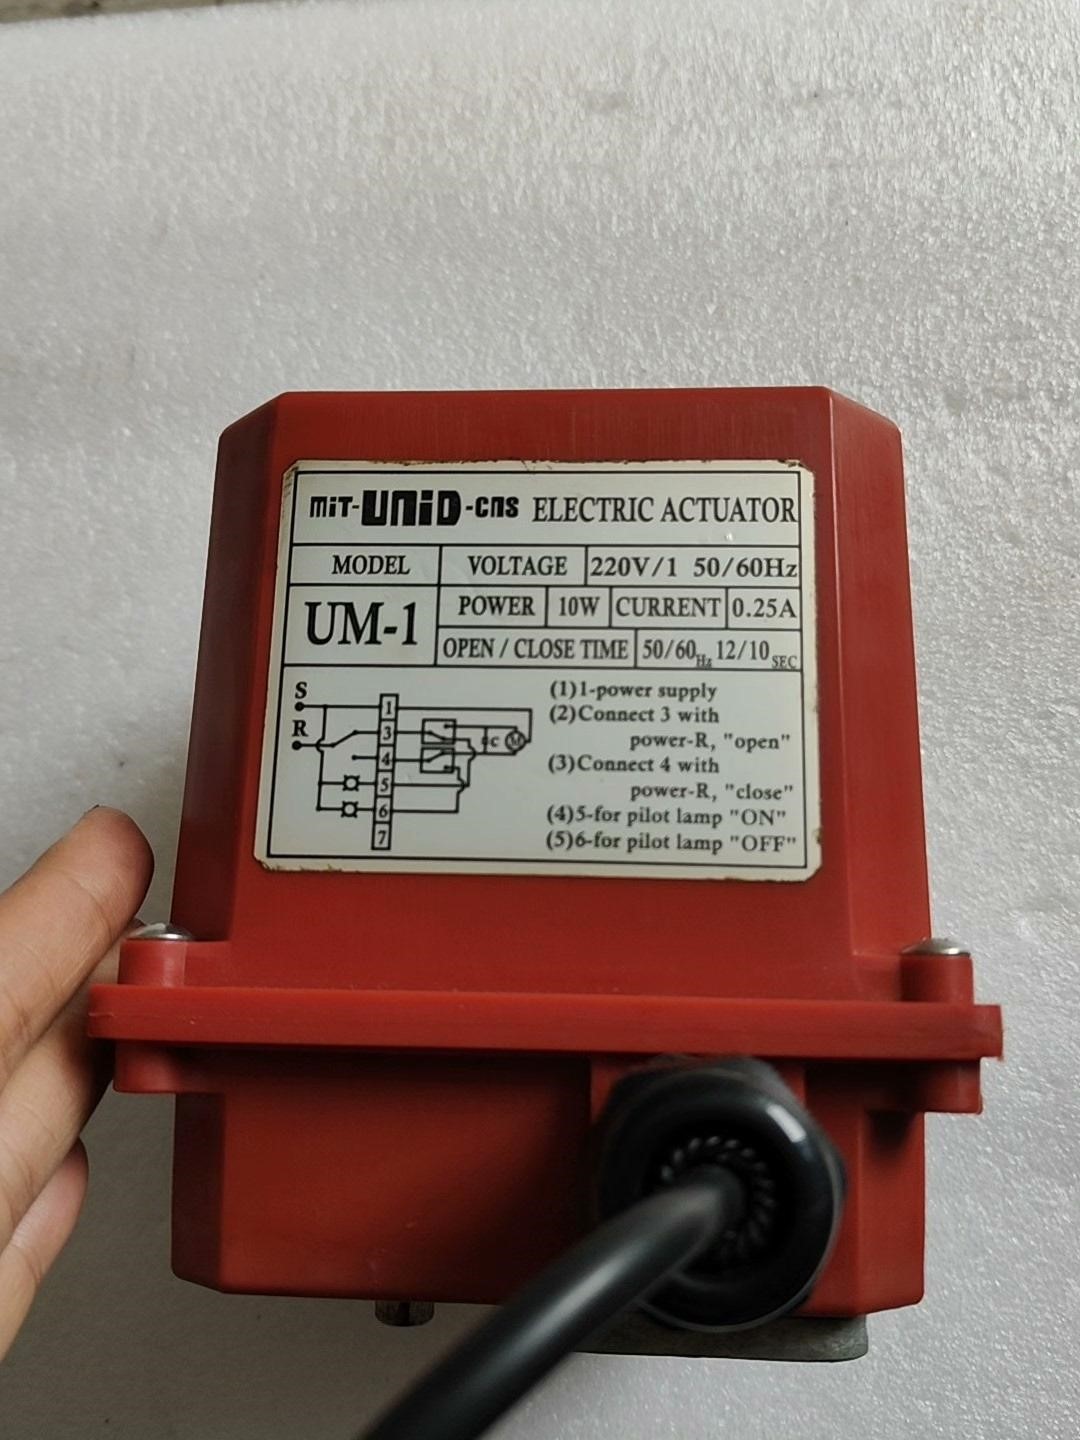 miT-UNiD-cns ELECTRIC ACTUATOR
MODEL VOLTAGE 220V/1 50/60Hz
UM-1 POWER 10W CURRENT 0.25A
OPEN / CLOSE TIME 50/60Hz 12/10SEC
S
R
1
3
4
5
6
7
C
M
(1)1-power supply
(2)Connect 3 with
power-R, "open"
(3)Connect 4 with
power-R, "close"
(4)5-for pilot lamp "ON"
(5)6-for pilot lamp "OFF"